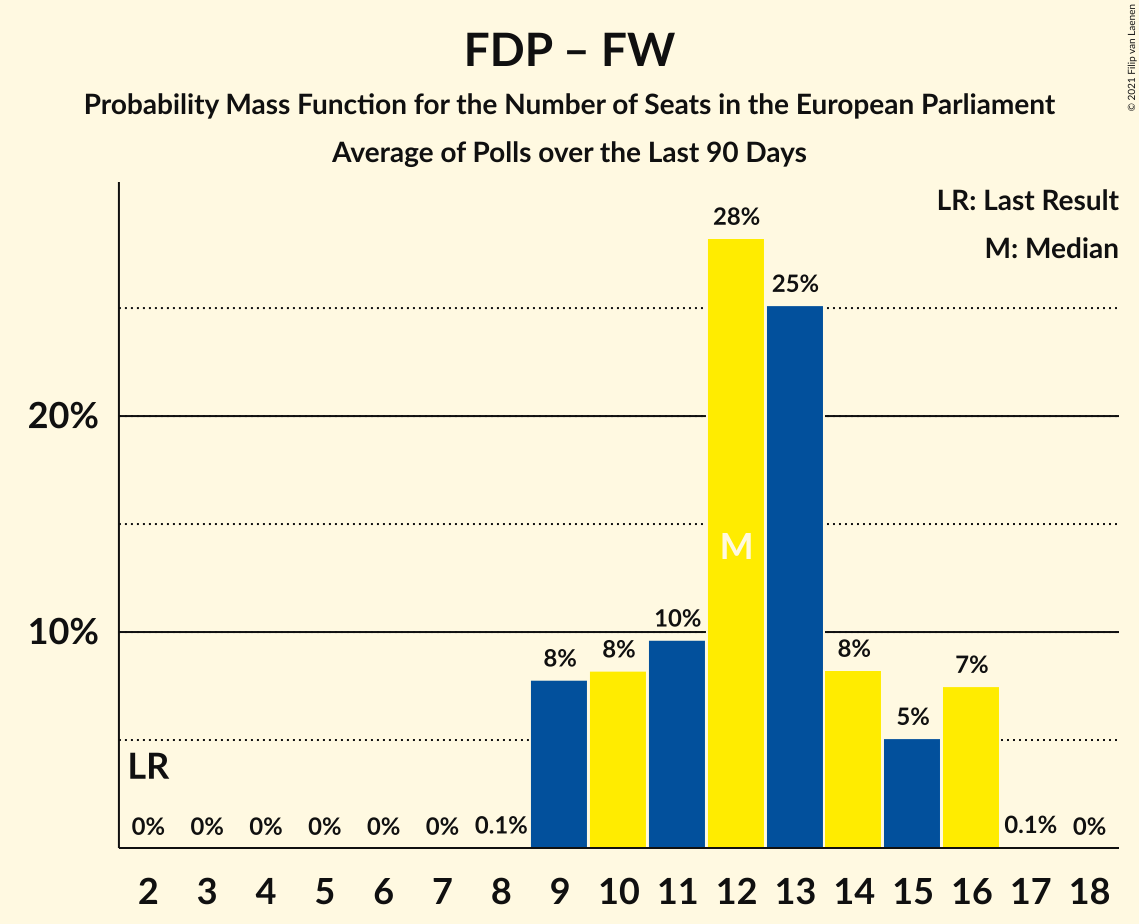 FDP – FW
Probability Mass Function for the Number of Seats in the European Parliament
Average of Polls over the Last 90 Days
© 2021 Filip van Laenen
LR: Last Result
M: Median
28%
25%
20%
M
10%
10%
8%
8%
8%
7%
5%
LR
0% 0% 0% 0% 0% 0% 0.1% 0.1% 0%
2 3 4 5 6 7 8 9 10 11 12 13 14 15 16 17 18